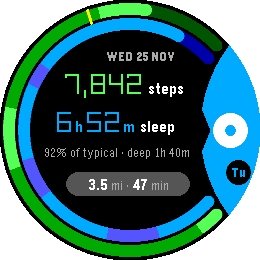 WED 25 NOV
7,842 steps
6h52m sleep
92% of typical · deep 1h 40m
3.5 mi · 47 min
Tu